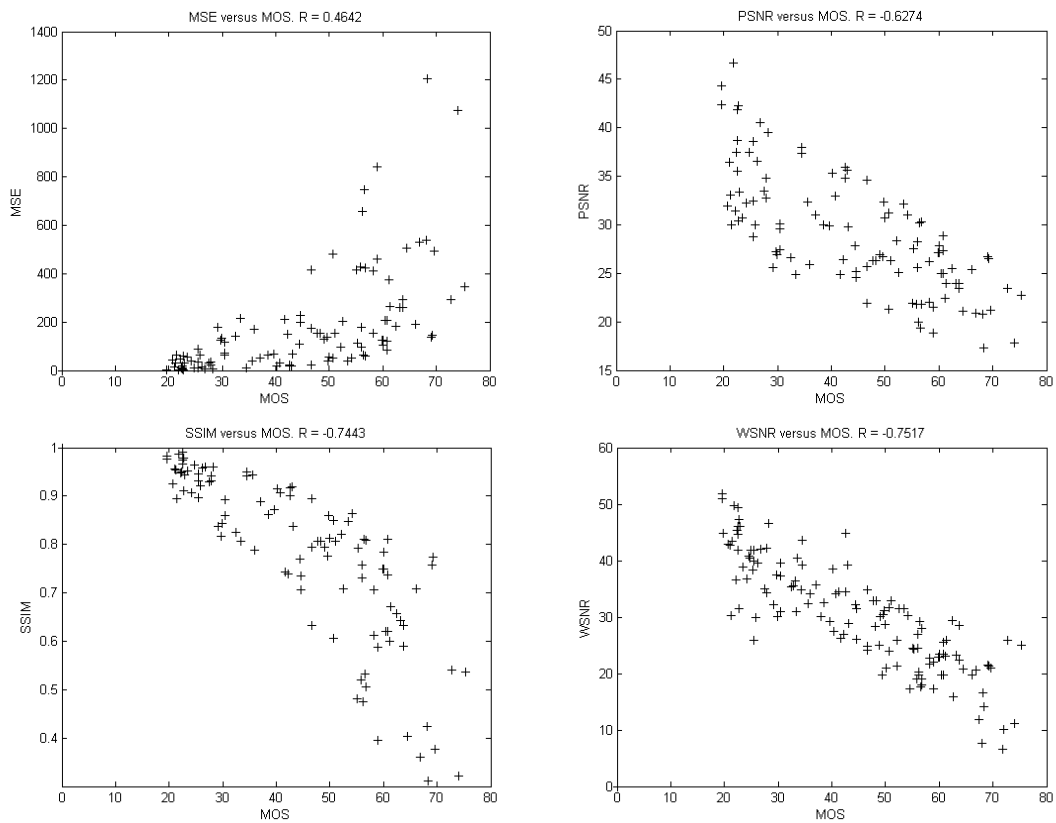 MSE versus MOS. R = 0.4642
1400
1200
1000
800
600
400
200
0
MSE
0 10 20 30 40 50 60 70 80
MOS
PSNR versus MOS. R = -0.6274
50
45
40
35
30
25
20
15
PSNR
0 10 20 30 40 50 60 70 80
MOS
SSIM versus MOS. R = -0.7443
1
0.9
0.8
0.7
0.6
0.5
0.4
SSIM
0 10 20 30 40 50 60 70 80
MOS
WSNR versus MOS. R = -0.7517
60
50
40
30
20
10
0
WSNR
0 10 20 30 40 50 60 70 80
MOS